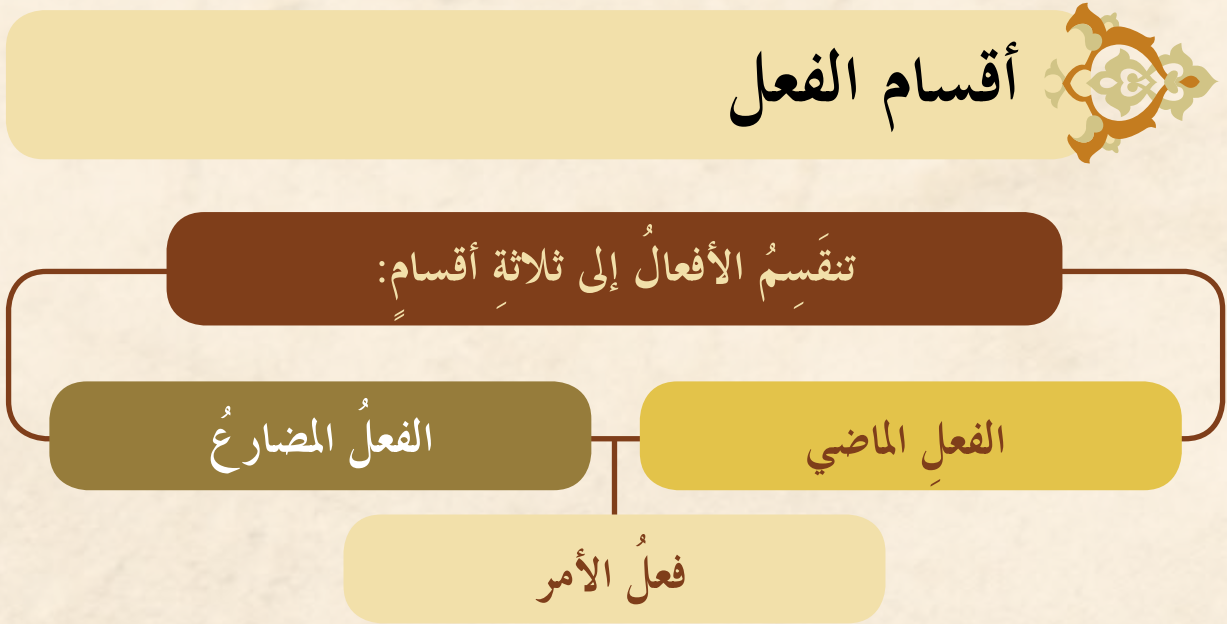 أقسام الفعل
تنقَسِمُ الأفعالُ إلى ثلاثةِ أقسامٍ:
الفعلِ الماضي
الفعلُ المضارعُ
فعلُ الأمر